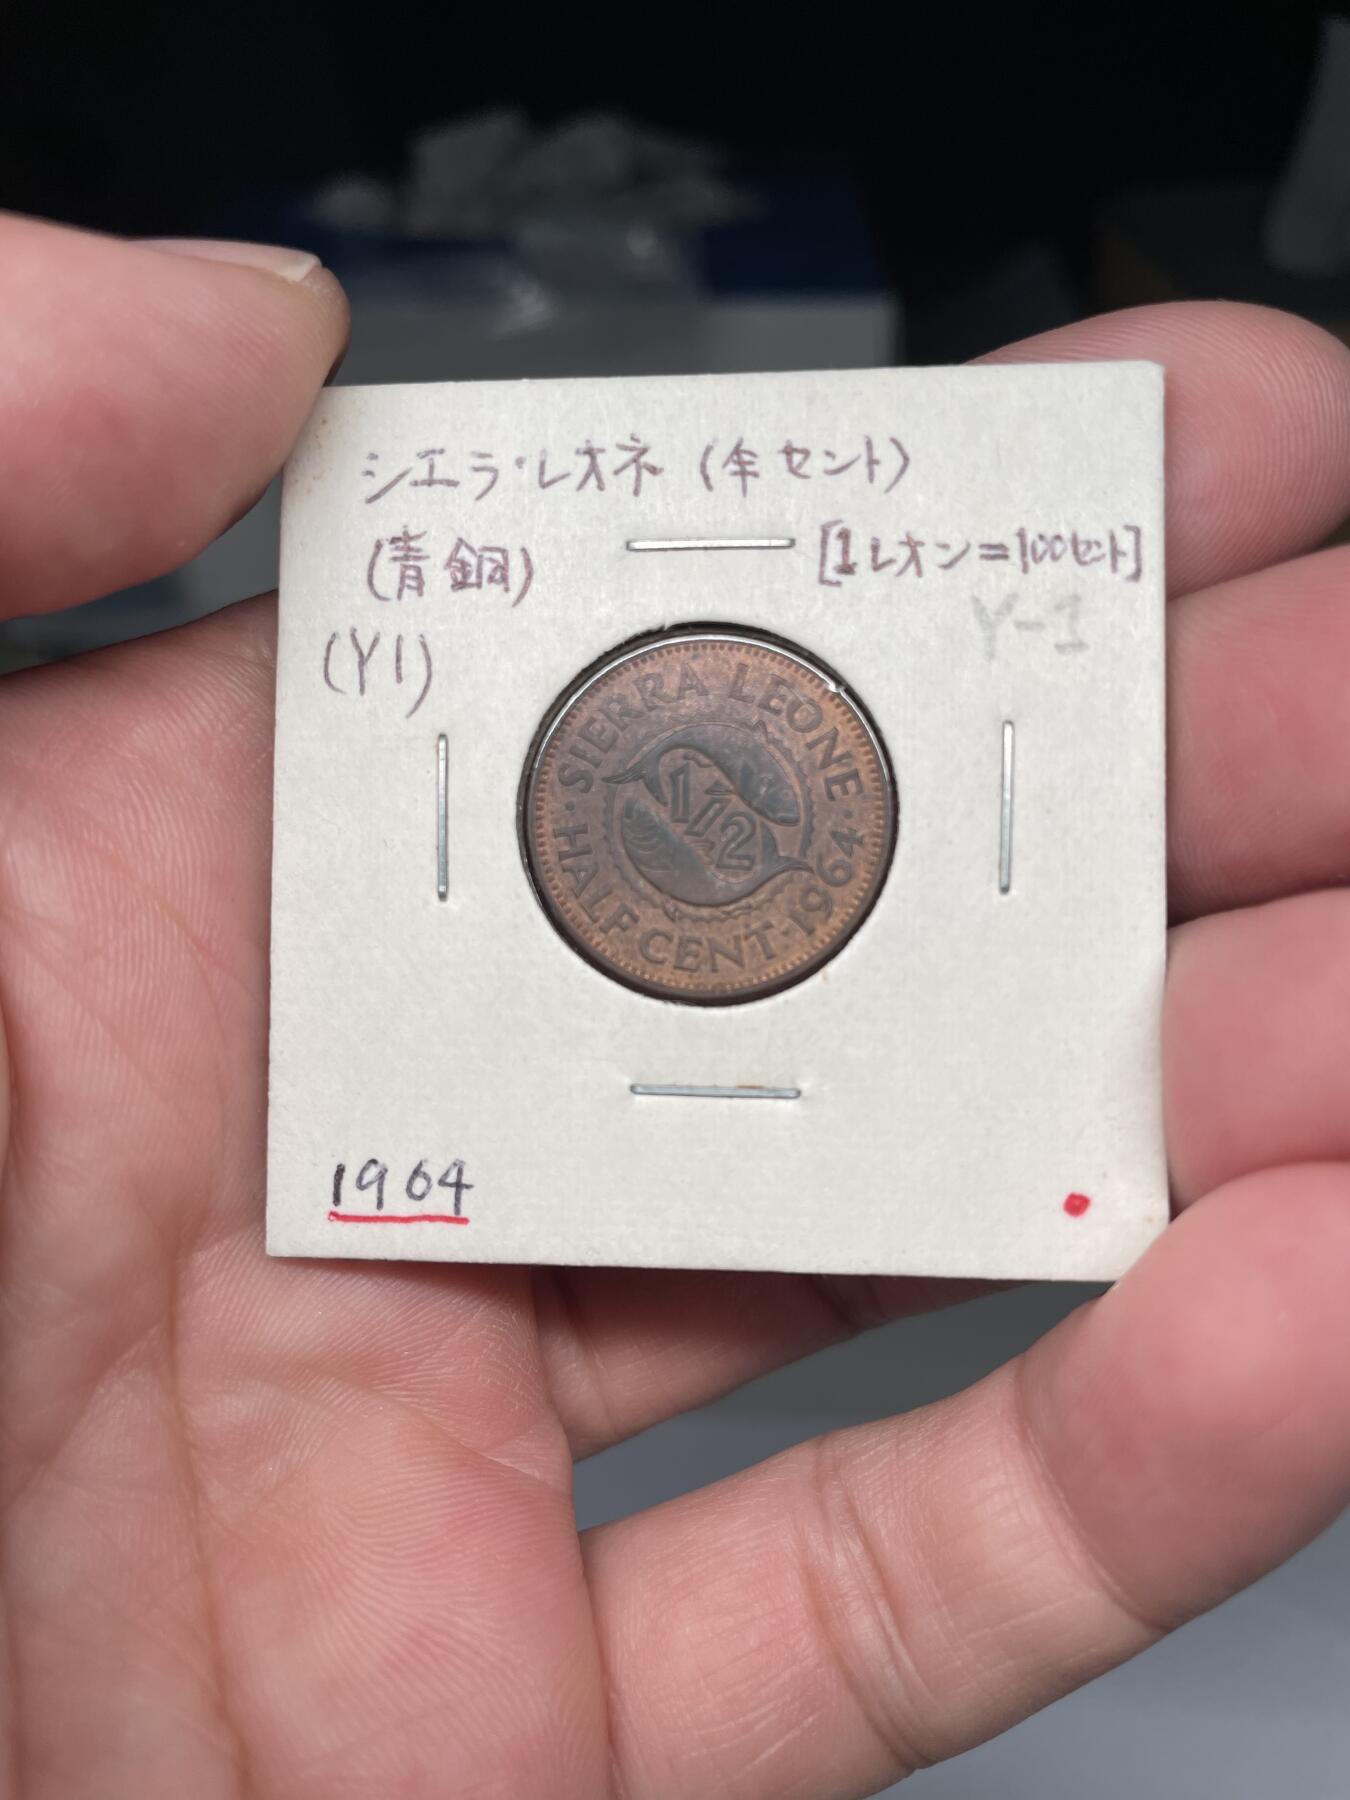 シエラ・レオネ (半セント)
(青銅)
[1レオン=100セント]
(Y1)
Y-1
·SIERRA LEONE·
1/2
HALF CENT·1964
1964